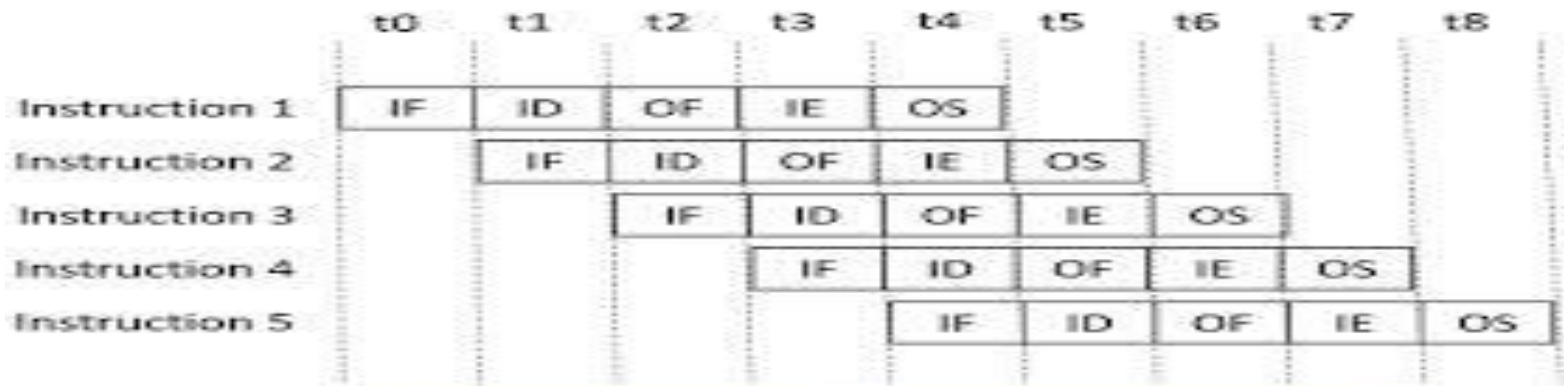 t0 t1 t2 t3 t4 t5 t6 t7 t8
Instruction 1 IF ID OF IE OS
Instruction 2 IF ID OF IE OS
Instruction 3 IF ID OF IE OS
Instruction 4 IF ID OF IE OS
Instruction 5 IF ID OF IE OS